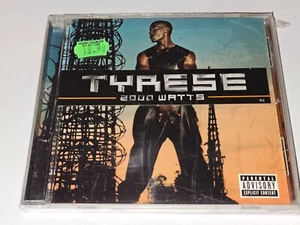 TYRESE
2000 WATTS
PARENTAL
ADVISORY
EXPLICIT CONTENT